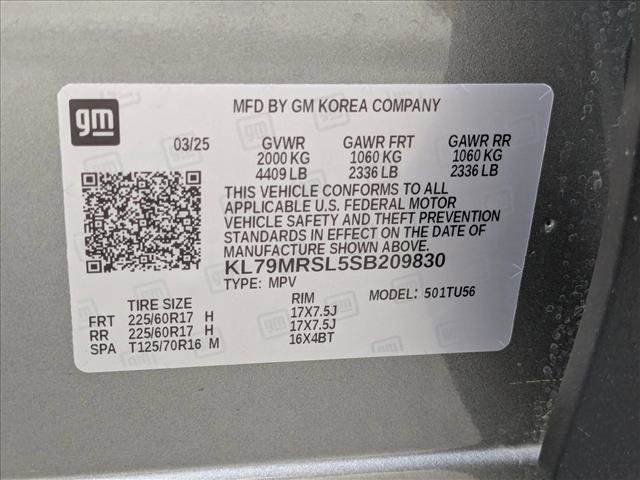 gm
MFD BY GM KOREA COMPANY
03/25 GVWR GAWR FRT GAWR RR
2000 KG 1060 KG 1060 KG
4409 LB 2336 LB 2336 LB
THIS VEHICLE CONFORMS TO ALL
APPLICABLE U.S. FEDERAL MOTOR
VEHICLE SAFETY AND THEFT PREVENTION
STANDARDS IN EFFECT ON THE DATE OF
MANUFACTURE SHOWN ABOVE.
KL79MRSL5SB209830
TYPE: MPV MODEL: 501TU56
TIRE SIZE RIM
FRT 225/60R17 H 17X7.5J
RR 225/60R17 H 17X7.5J
SPA T125/70R16 M 16X4BT